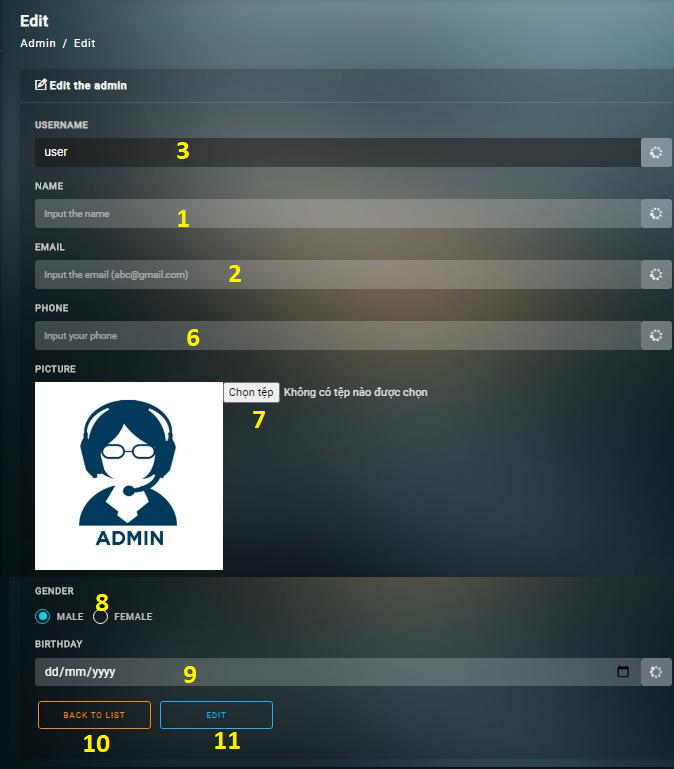 Edit
Admin / Edit
Edit the admin
USERNAME
user
3
NAME
Input the name
1
EMAIL
Input the email (abc@gmail.com)
2
PHONE
Input your phone
6
PICTURE
Chọn tệp Không có tệp nào được chọn
7
ADMIN
GENDER
8
MALE FEMALE
BIRTHDAY
dd/mm/yyyy
9
BACK TO LIST EDIT
10 11